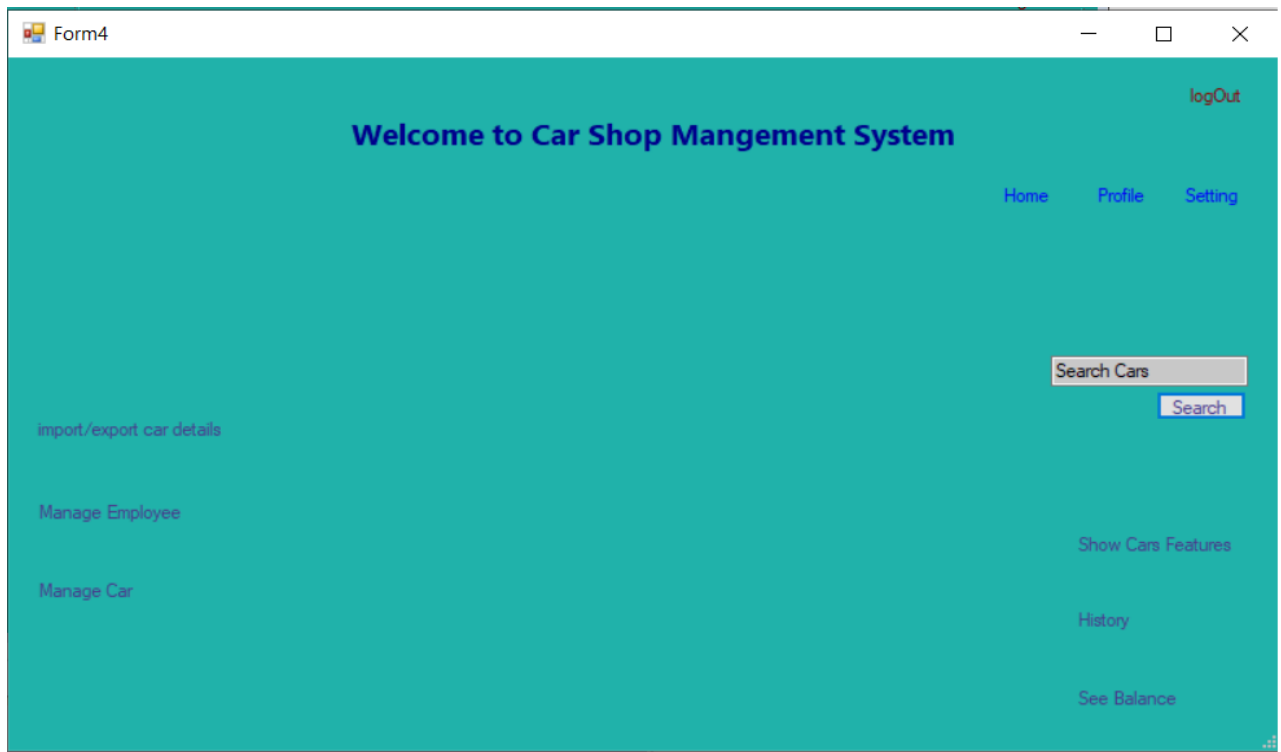 Form4
logOut
Welcome to Car Shop Mangement System
Home Profile Setting
Search Cars
Search
import/export car details
Manage Employee
Show Cars Features
Manage Car
History
See Balance